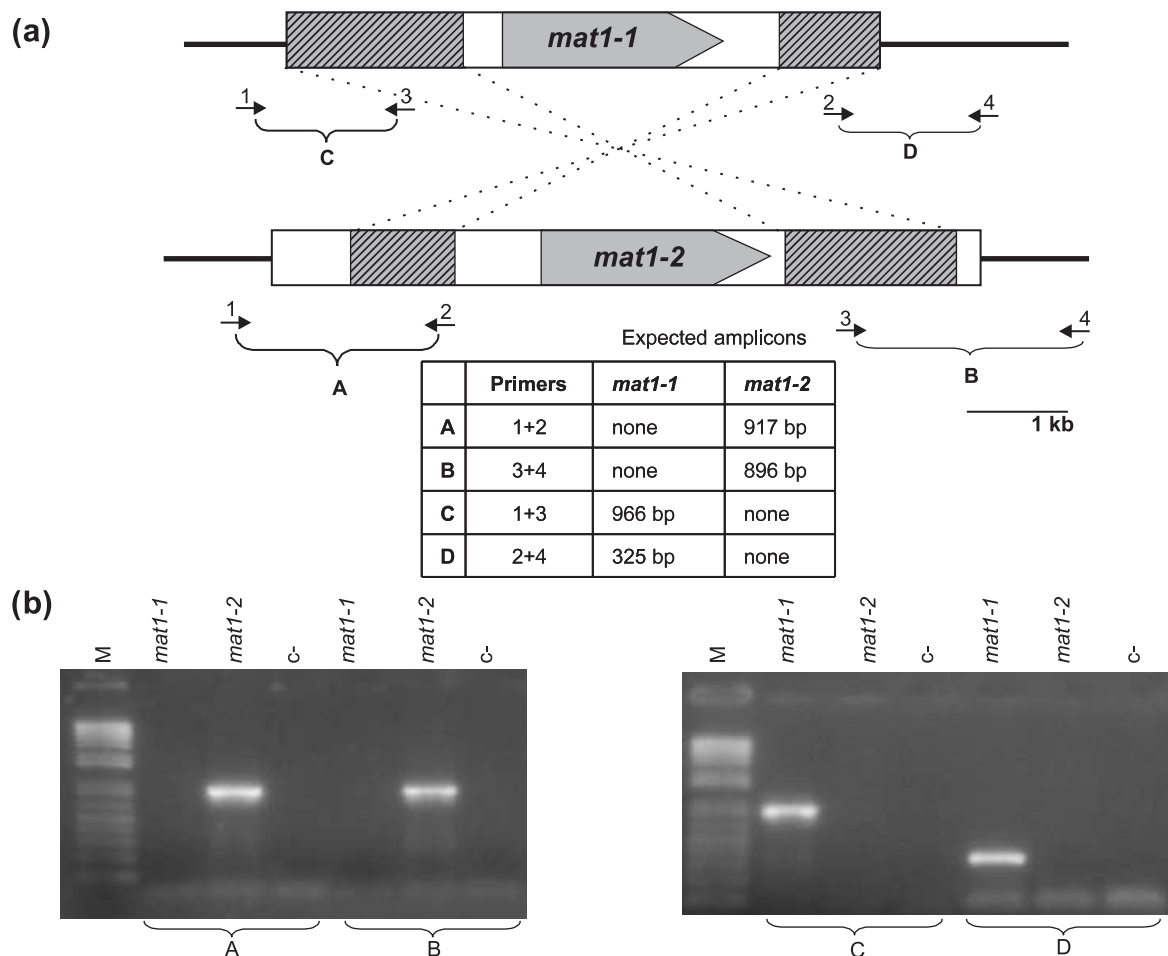 (a)
mat1-1
1 3 2 4
C D
mat1-2
1 2 3 4
A B
Expected amplicons
Primers mat1-1 mat1-2
A 1+2 none 917 bp
B 3+4 none 896 bp
C 1+3 966 bp none
D 2+4 325 bp none
1 kb
(b)
M mat1-1 mat1-2 c- mat1-1 mat1-2 c-
M mat1-1 mat1-2 c- mat1-1 mat1-2 c-
A B
C D